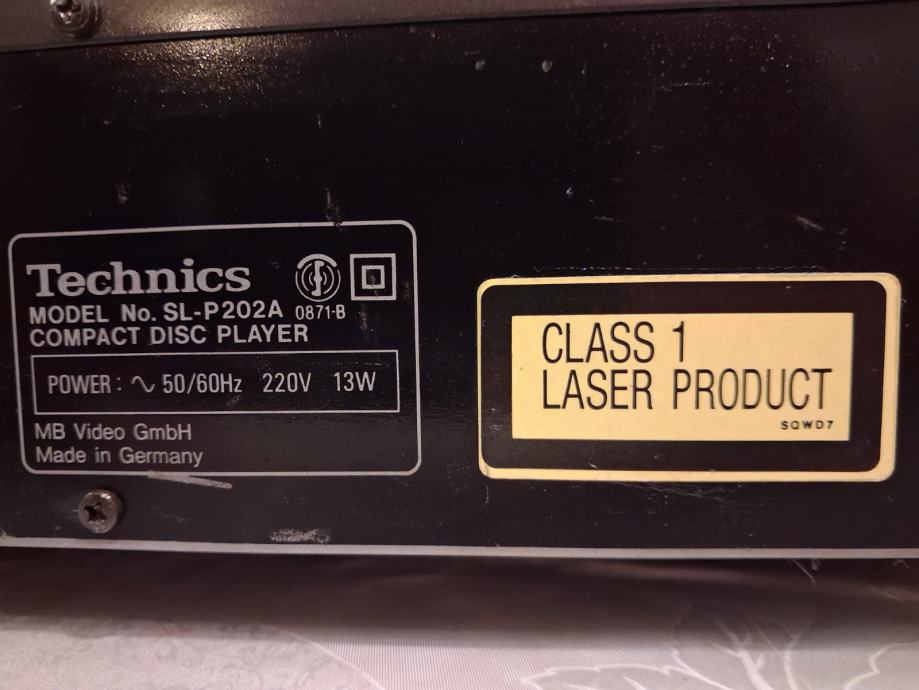 Technics
MODEL No. SL-P202A 0871-B
COMPACT DISC PLAYER
POWER: ∿ 50/60Hz 220V 13W
MB Video GmbH
Made in Germany
CLASS 1
LASER PRODUCT
SQWD7